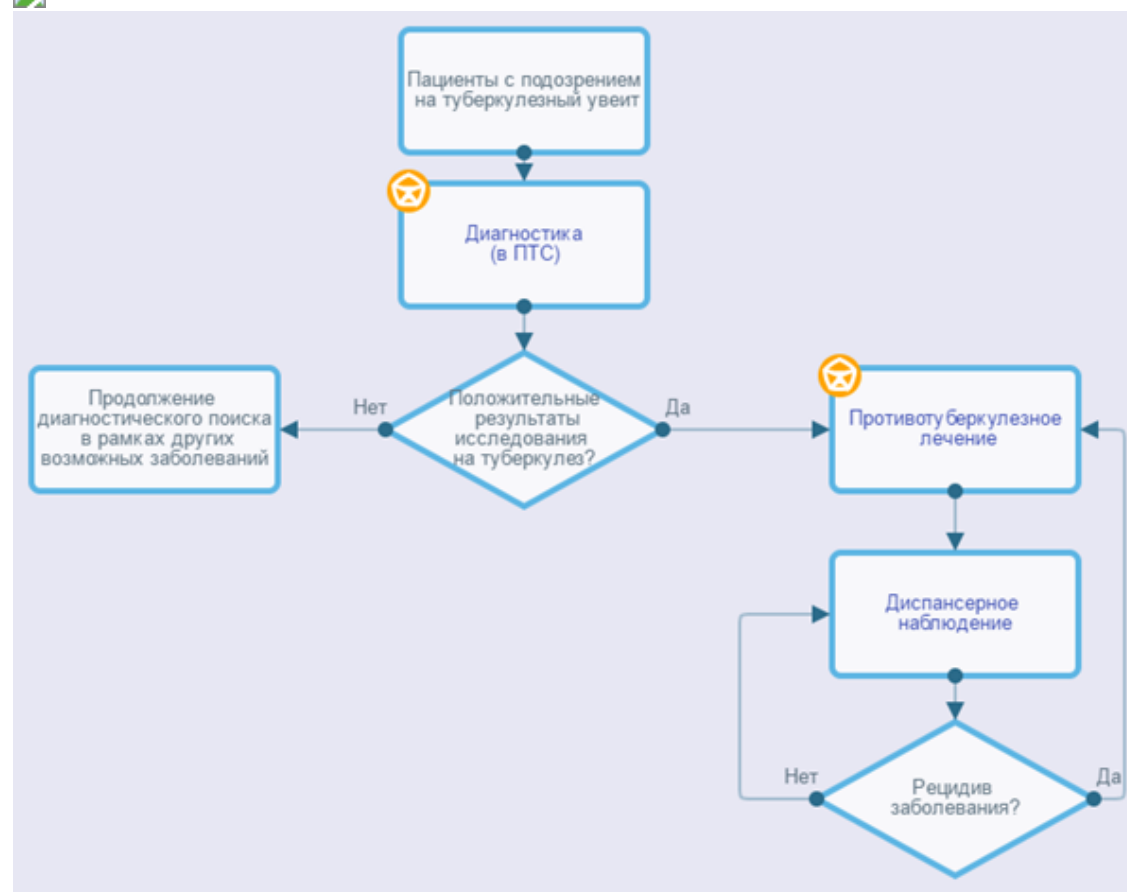 Пациенты с подозрением
на туберкулезный увеит
Диагностика
(в ПТС)
Продолжение
диагностического поиска
в рамках других
возможных заболеваний
Нет
Положительные
результаты
исследования
на туберкулез?
Да
Противотуберкулезное
лечение
Диспансерное
наблюдение
Нет
Рецидив
заболевания?
Да